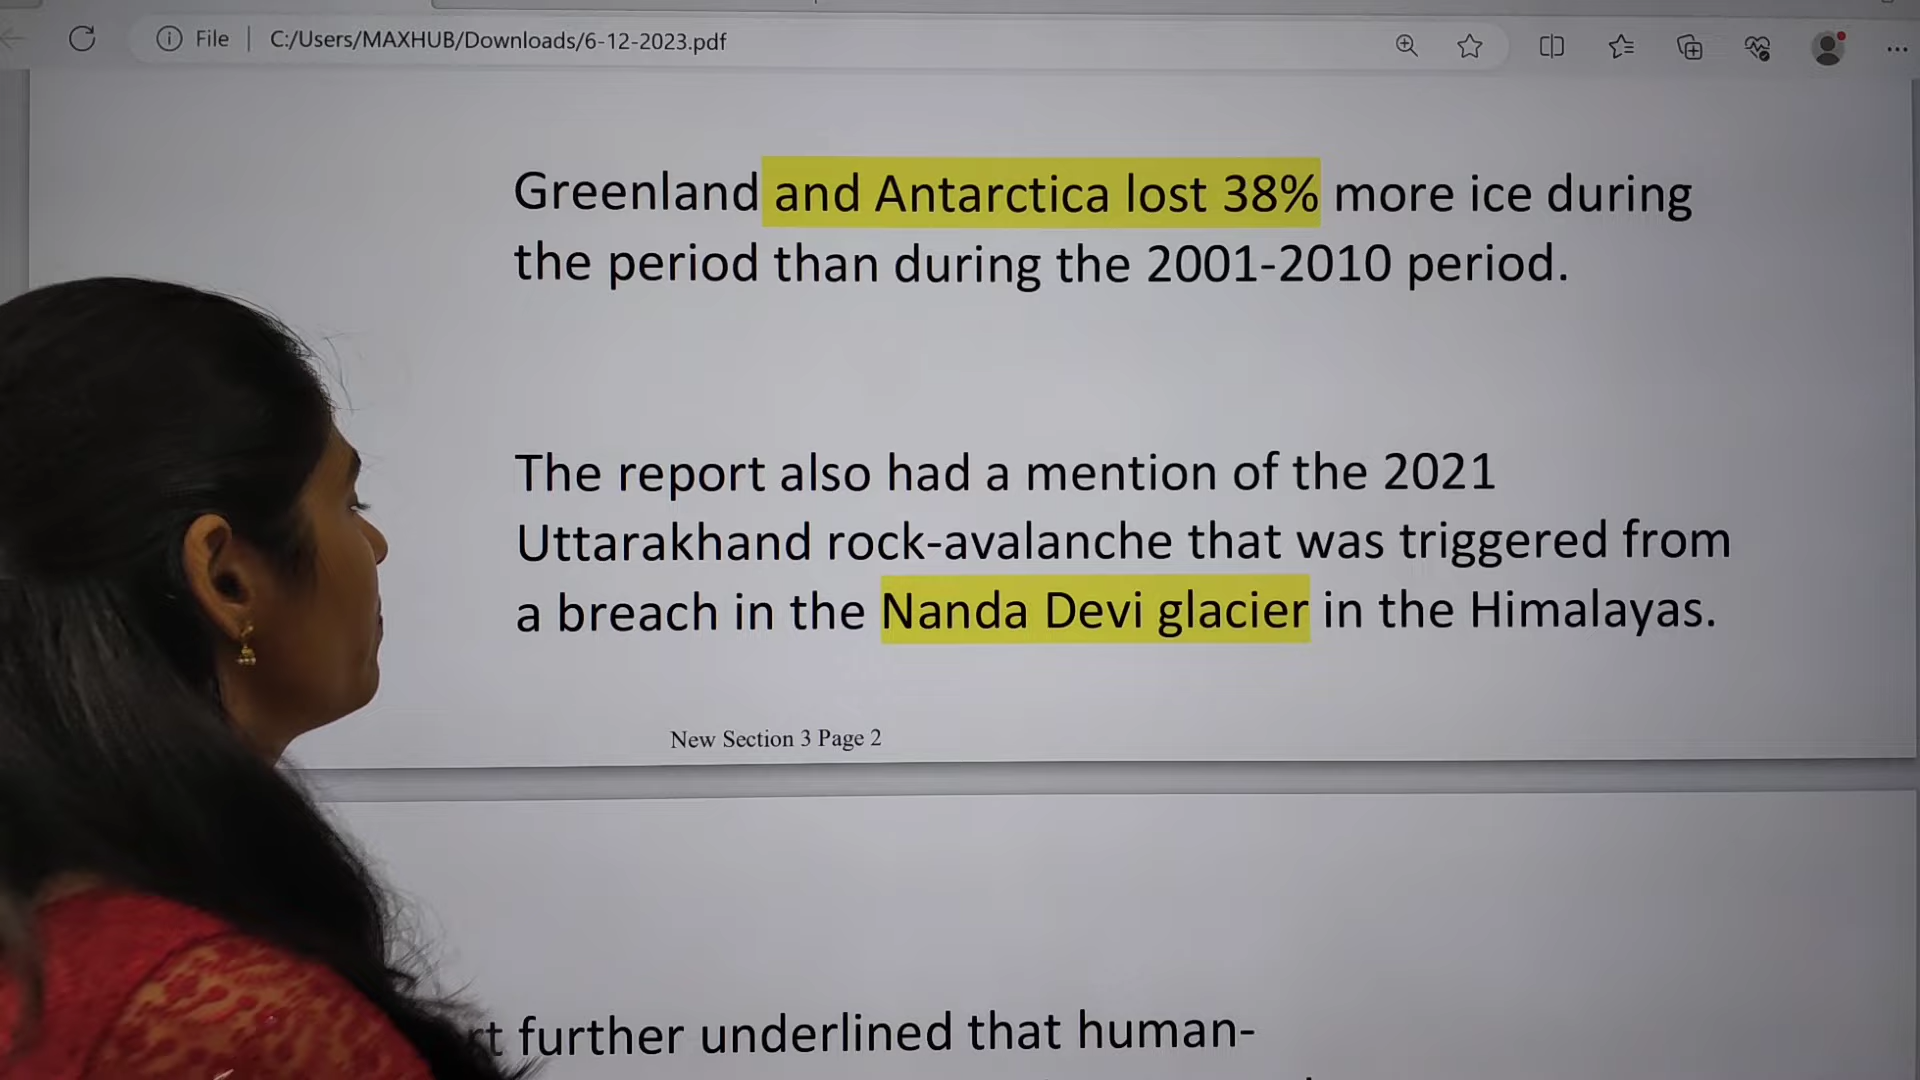 File
C:/Users/MAXHUB/Downloads/6-12-2023.pdf
Greenland and Antarctica lost 38% more ice during
the period than during the 2001-2010 period.
The report also had a mention of the 2021
Uttarakhand rock-avalanche that was triggered from
a breach in the Nanda Devi glacier in the Himalayas.
New Section 3 Page 2
further underlined that human-